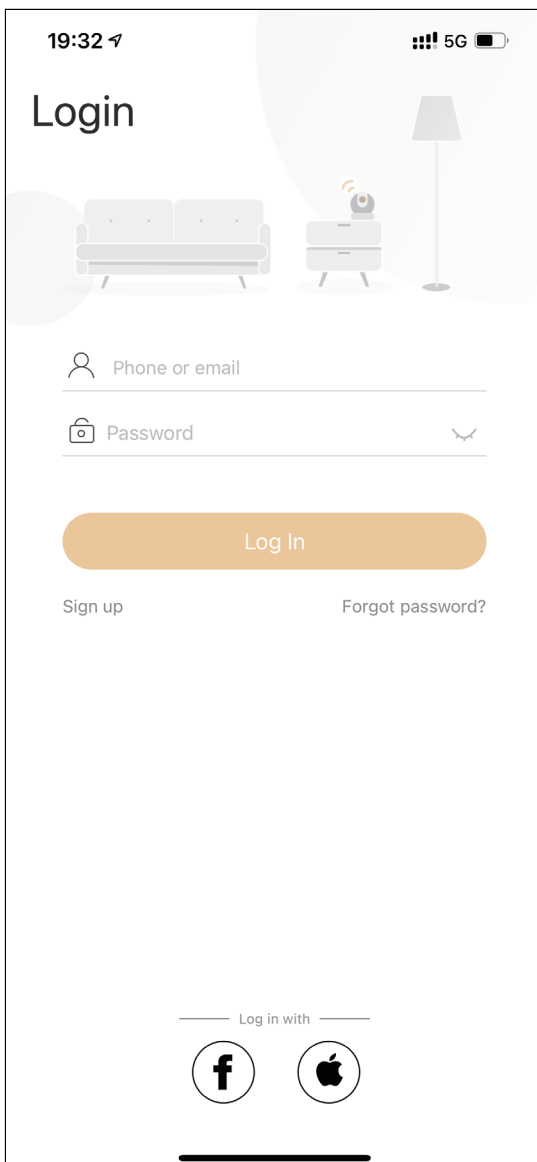 19:32
5G
Login
Phone or email
Password
Log In
Sign up
Forgot password?
Log in with